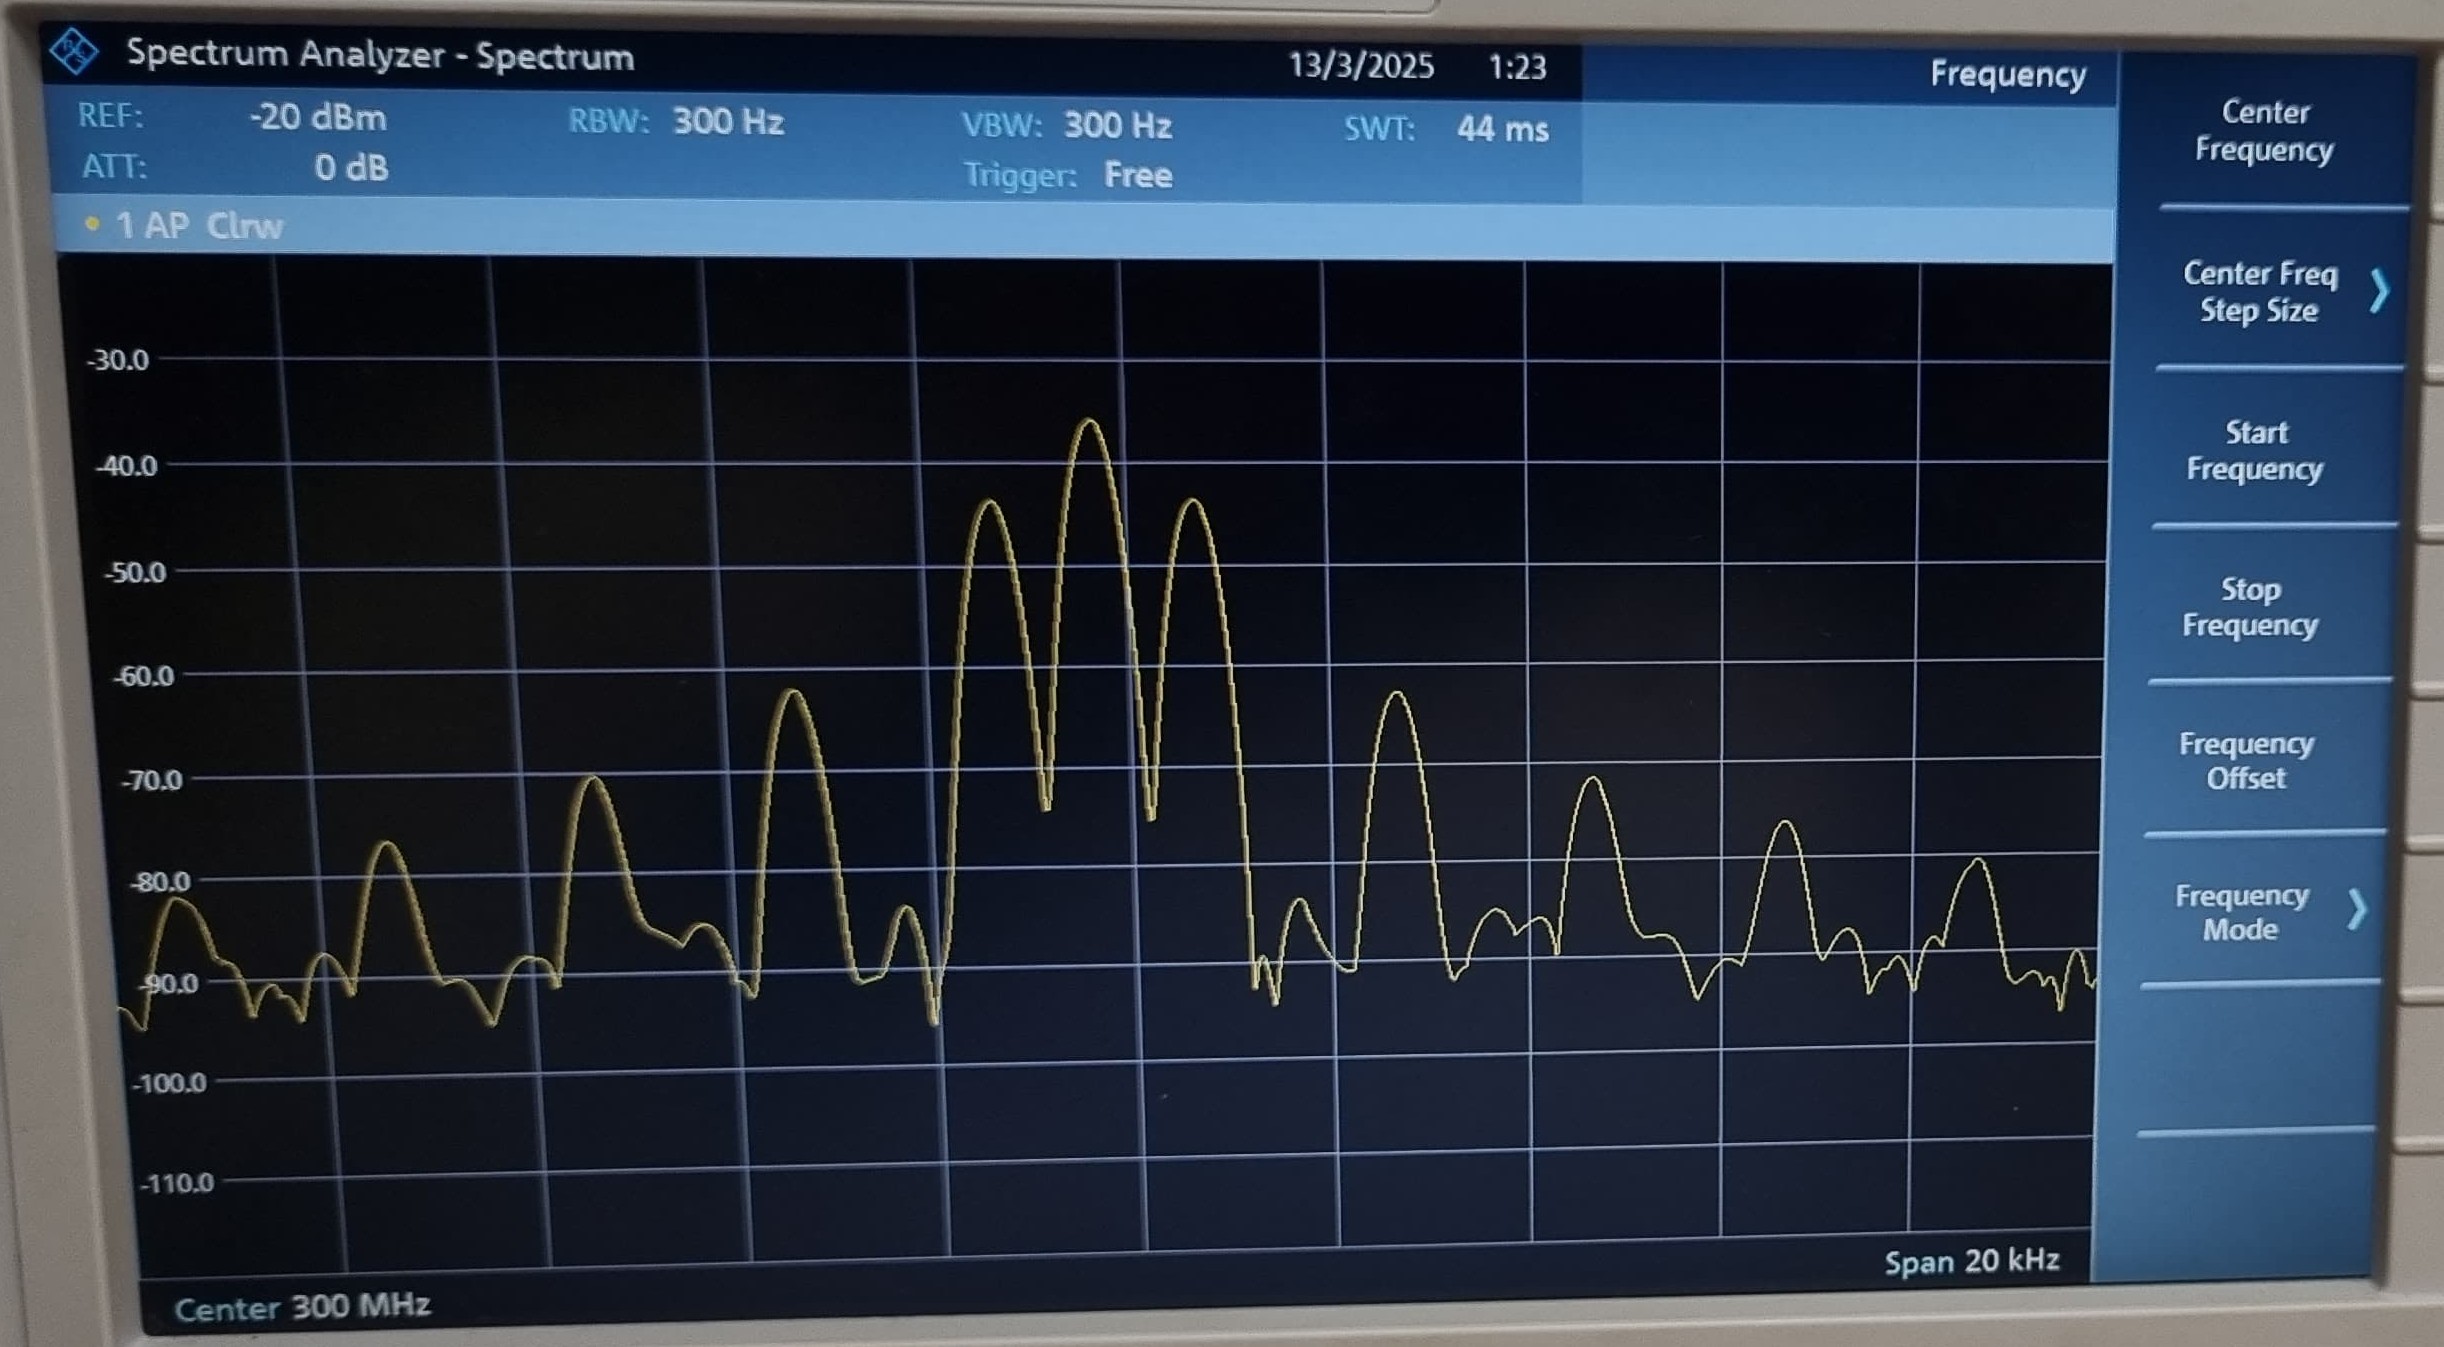 Spectrum Analyzer - Spectrum 13/3/2025 1:23 Frequency
REF: -20 dBm RBW: 300 Hz VBW: 300 Hz SWT: 44 ms
ATT: 0 dB Trigger: Free
1 AP Clrw
-30.0
-40.0
-50.0
-60.0
-70.0
-80.0
-90.0
-100.0
-110.0
Center 300 MHz Span 20 kHz
Center
Frequency
Center Freq
Step Size
Start
Frequency
Stop
Frequency
Frequency
Offset
Frequency
Mode